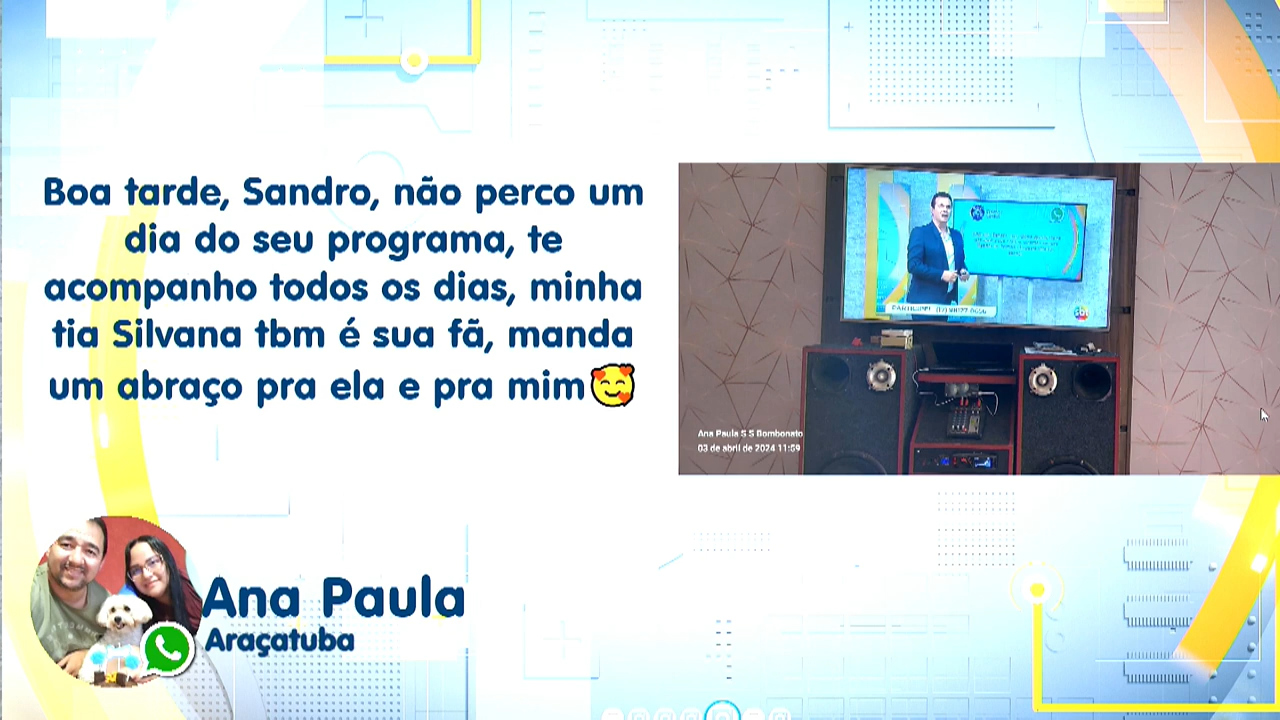 Boa tarde, Sandro, não perco um
dia do seu programa, te
acompanho todos os dias, minha
tia Silvana tbm é sua fã, manda
um abraço pra ela e pra mim🥰
Ana Paula S S Bombonato
03 de abril de 2024 11:59
Ana Paula
Araçatuba